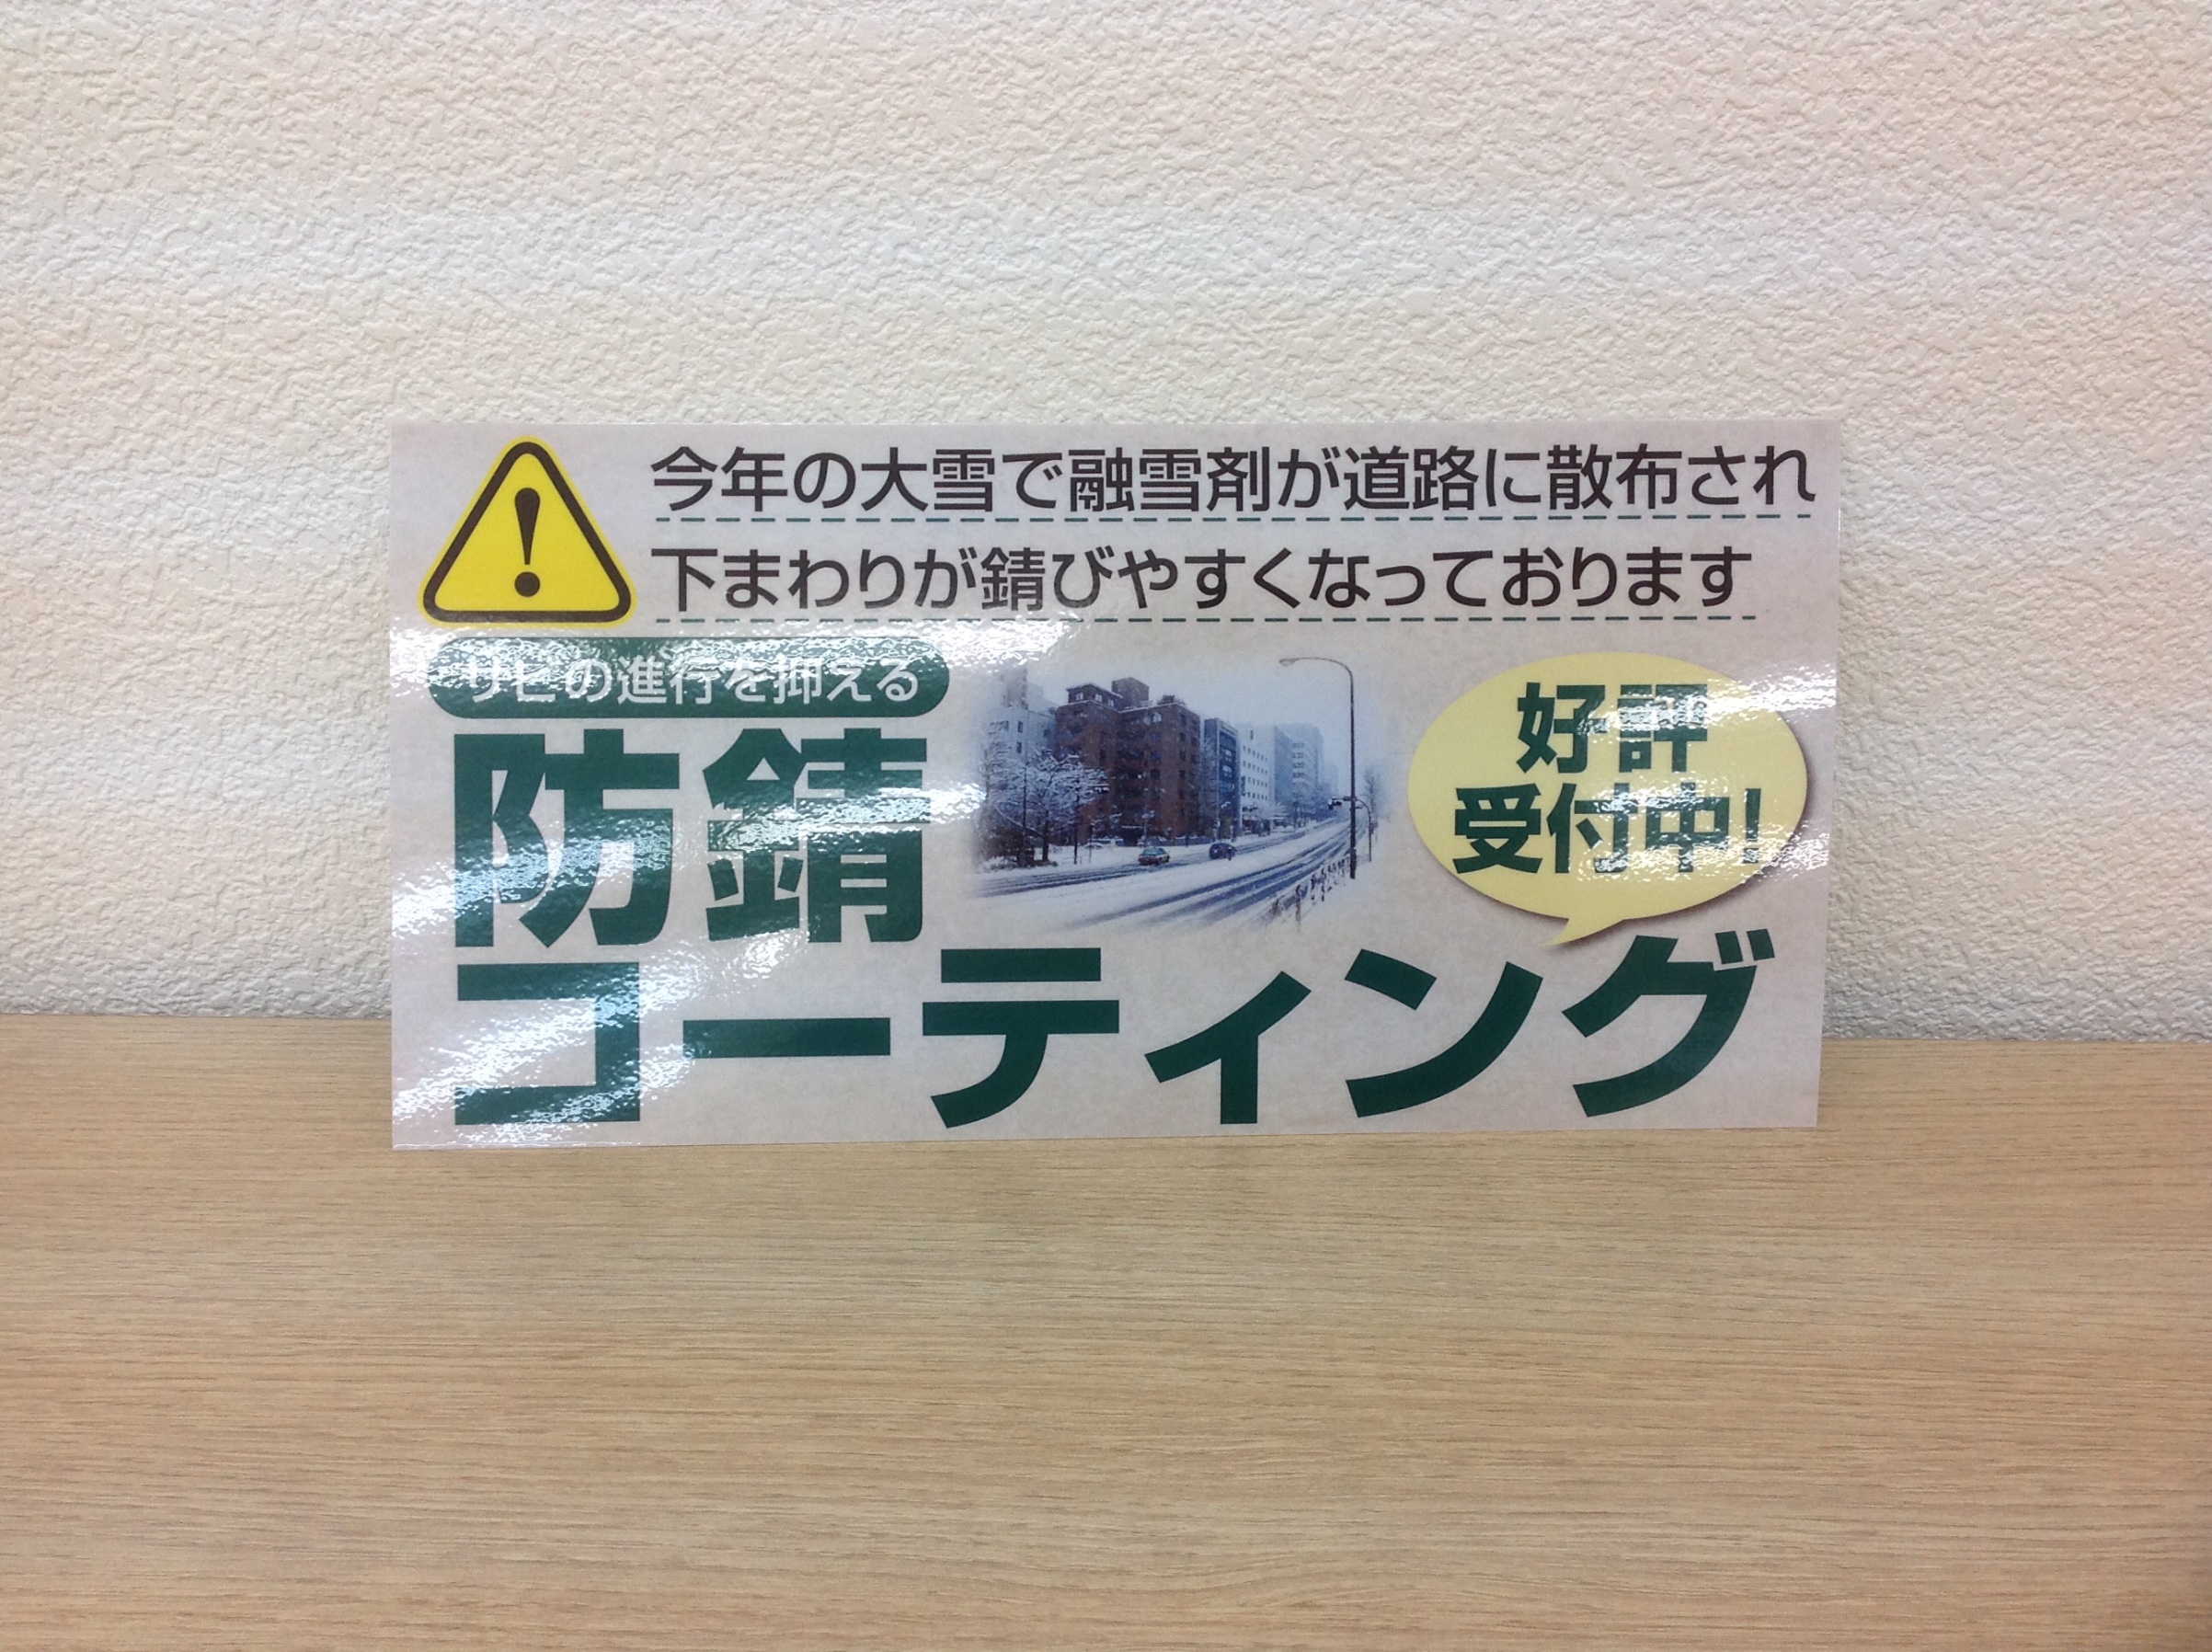 今年の大雪で融雪剤が道路に散布され
下まわりが錆びやすくなっております
サビの進行を抑える
防錆
コーティング
好評
受付中!